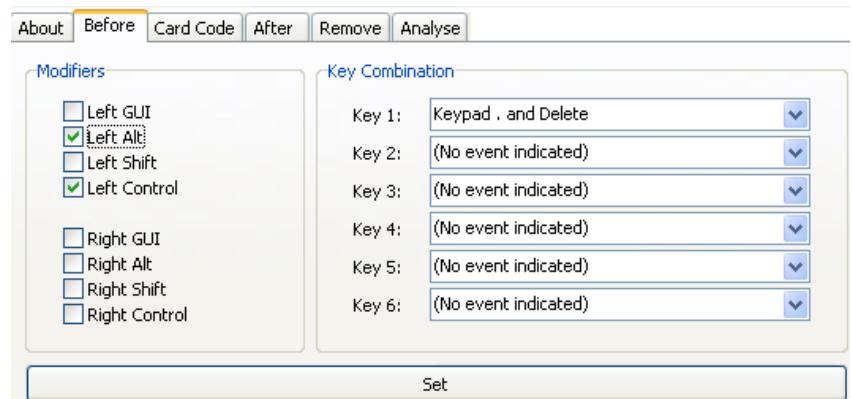 About Before Card Code After Remove Analyse
Modifiers
Left GUI
Left Alt
Left Shift
Left Control
Right GUI
Right Alt
Right Shift
Right Control
Key Combination
Key 1: Keypad . and Delete
Key 2: (No event indicated)
Key 3: (No event indicated)
Key 4: (No event indicated)
Key 5: (No event indicated)
Key 6: (No event indicated)
Set